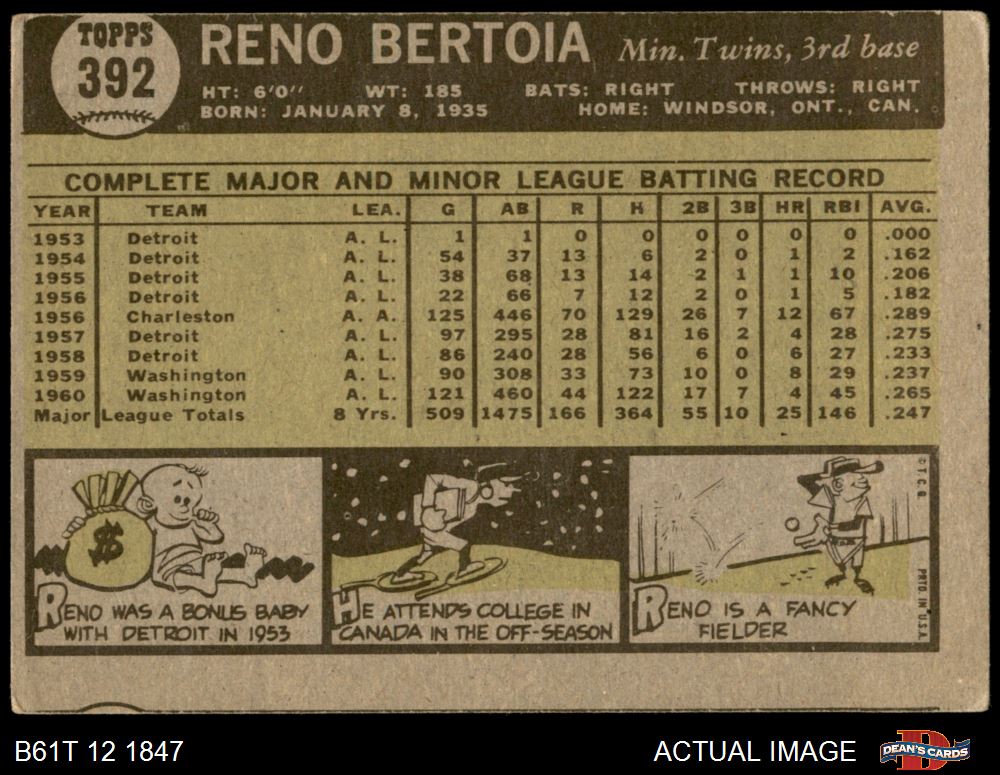 TOPPS
392
RENO BERTOIA Min. Twins, 3rd base
HT: 6'0'' WT: 185 BATS: RIGHT THROWS: RIGHT
BORN: JANUARY 8, 1935 HOME: WINDSOR, ONT., CAN.
COMPLETE MAJOR AND MINOR LEAGUE BATTING RECORD
YEAR TEAM LEA. G AB R H 2B 3B HR RBI AVG.
1953 Detroit A. L. 1 1 0 0 0 0 0 0 .000
1954 Detroit A. L. 54 37 13 6 2 0 1 2 .162
1955 Detroit A. L. 38 68 13 14 2 1 1 10 .206
1956 Detroit A. L. 22 66 7 12 2 0 1 5 .182
1956 Charleston A. A. 125 446 70 129 26 7 12 67 .289
1957 Detroit A. L. 97 295 28 81 16 2 4 28 .275
1958 Detroit A. L. 86 240 28 56 6 0 6 27 .233
1959 Washington A. L. 90 308 33 73 10 0 8 29 .237
1960 Washington A. L. 121 460 44 122 17 7 4 45 .265
Major League Totals 8 Yrs. 509 1475 166 364 55 10 25 146 .247
$
RENO WAS A BONUS BABY
WITH DETROIT IN 1953
HE ATTENDS COLLEGE IN
CANADA IN THE OFF-SEASON
RENO IS A FANCY
FIELDER
© T. C. G.
PRTD. IN U.S.A.
B61T 12 1847
ACTUAL IMAGE
DEAN'S CARDS